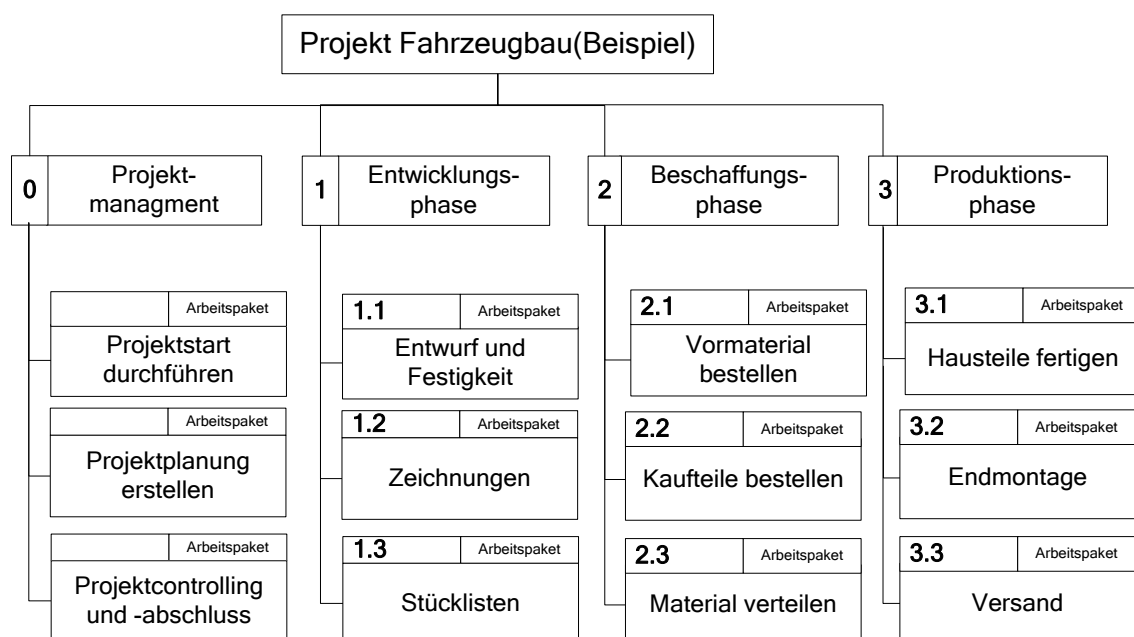 Projekt Fahrzeugbau(Beispiel)
0
Projekt-
managment
1
Entwicklungs-
phase
2
Beschaffungs-
phase
3
Produktions-
phase
Arbeitspaket
Projektstart
durchführen
Arbeitspaket
Projektplanung
erstellen
Arbeitspaket
Projektcontrolling
und -abschluss
1.1 Arbeitspaket
Entwurf und
Festigkeit
1.2 Arbeitspaket
Zeichnungen
1.3 Arbeitspaket
Stücklisten
2.1 Arbeitspaket
Vormaterial
bestellen
2.2 Arbeitspaket
Kaufteile bestellen
2.3 Arbeitspaket
Material verteilen
3.1 Arbeitspaket
Hausteile fertigen
3.2 Arbeitspaket
Endmontage
3.3 Arbeitspaket
Versand